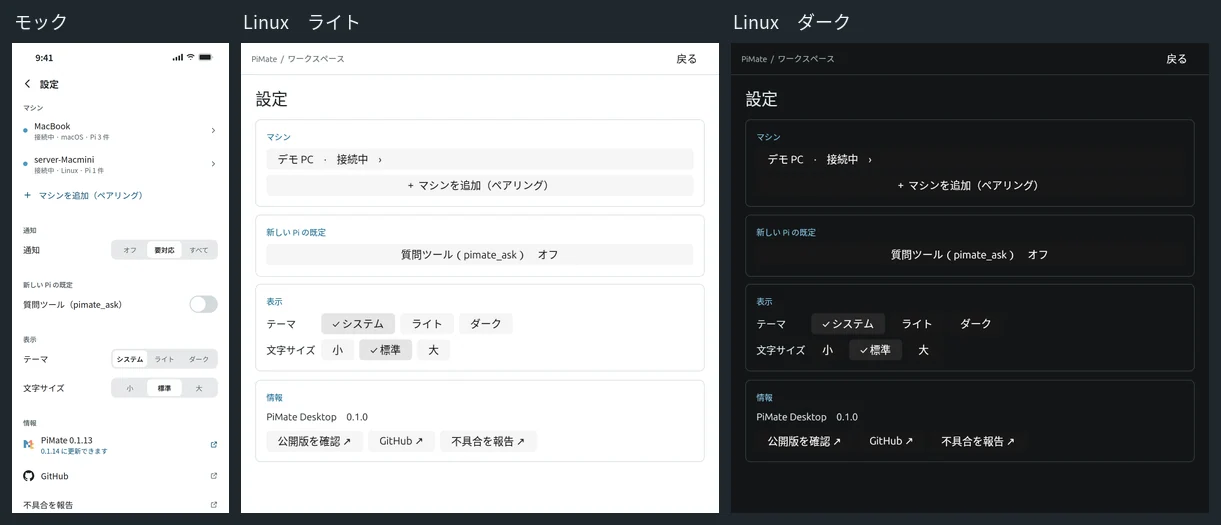 モック
9:41
設定
マシン
MacBook
接続中 · macOS · Pi 3 件
server-Macmini
接続中 · Linux · Pi 1 件
+ マシンを追加（ペアリング）
通知
通知 オフ 要対応 すべて
新しい Pi の既定
質問ツール（pimate_ask）
表示
テーマ システム ライト ダーク
文字サイズ 小 標準 大
情報
PiMate 0.1.13
0.1.14 に更新できます
GitHub
不具合を報告
Linux ライト
PiMate / ワークスペース 戻る
設定
マシン
デモ PC · 接続中 ›
+ マシンを追加（ペアリング）
新しい Pi の既定
質問ツール ( pimate_ask ) オフ
表示
テーマ ✓ システム ライト ダーク
文字サイズ 小 ✓ 標準 大
情報
PiMate Desktop 0.1.0
公開版を確認 ↗ GitHub ↗ 不具合を報告 ↗
Linux ダーク
PiMate / ワークスペース 戻る
設定
マシン
デモ PC · 接続中 ›
+ マシンを追加（ペアリング）
新しい Pi の既定
質問ツール ( pimate_ask ) オフ
表示
テーマ ✓ システム ライト ダーク
文字サイズ 小 ✓ 標準 大
情報
PiMate Desktop 0.1.0
公開版を確認 ↗ GitHub ↗ 不具合を報告 ↗